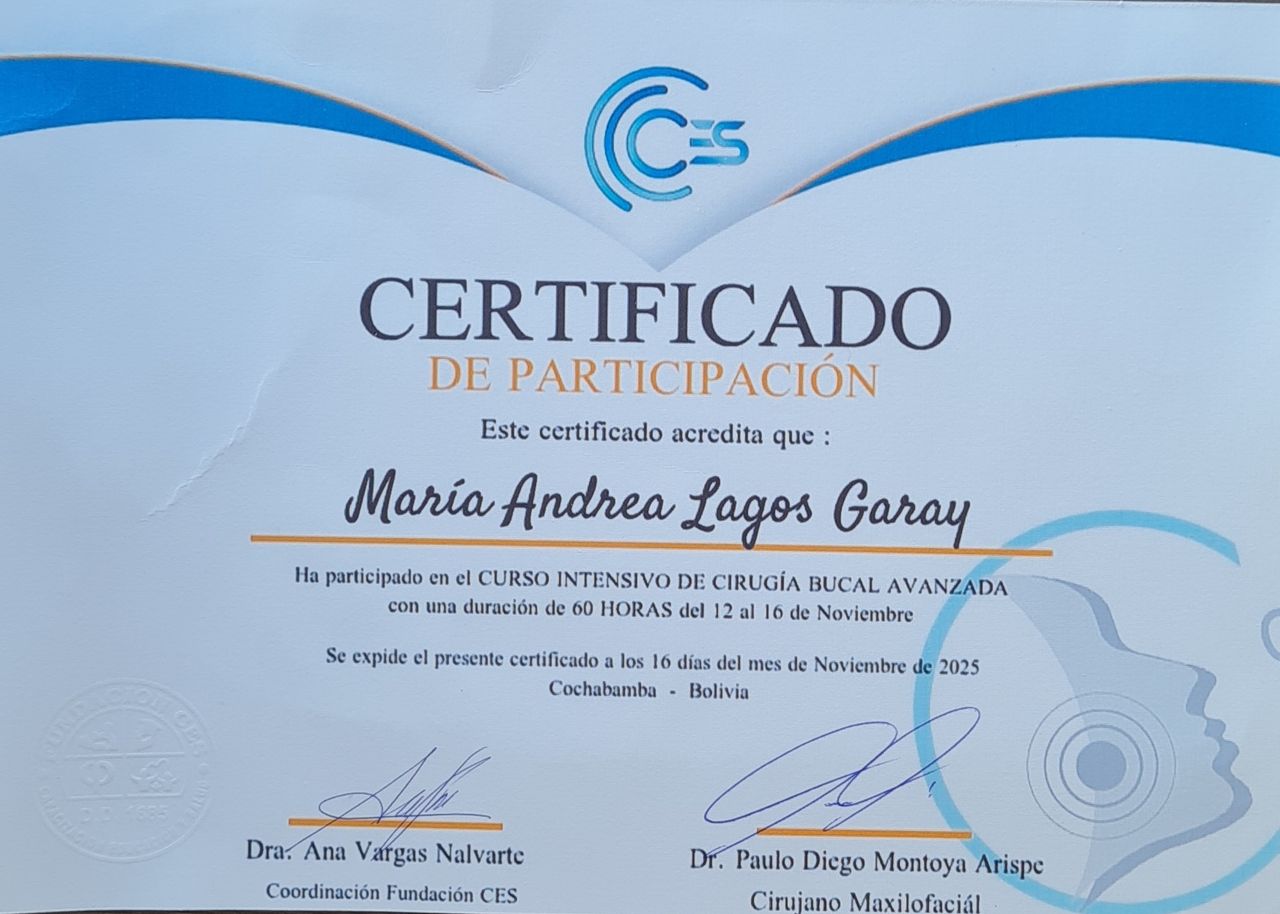 CES
CERTIFICADO
DE PARTICIPACIÓN
Este certificado acredita que :
María Andrea Lagos Garay
Ha participado en el CURSO INTENSIVO DE CIRUGÍA BUCAL AVANZADA
con una duración de 60 HORAS del 12 al 16 de Noviembre
Se expide el presente certificado a los 16 días del mes de Noviembre de 2025
Cochabamba - Bolivia
FUNDACION CES
Dra. Ana Vargas Nalvarte
Coordinación Fundación CES
Dr. Paulo Diego Montoya Arispe
Cirujano Maxilofaciál